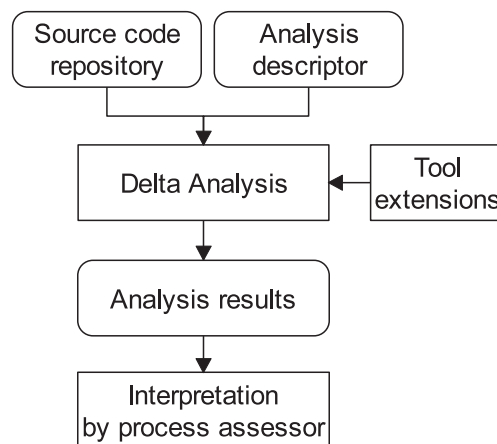 Source code
repository
Analysis
descriptor
Delta Analysis
Tool
extensions
Analysis results
Interpretation
by process assessor